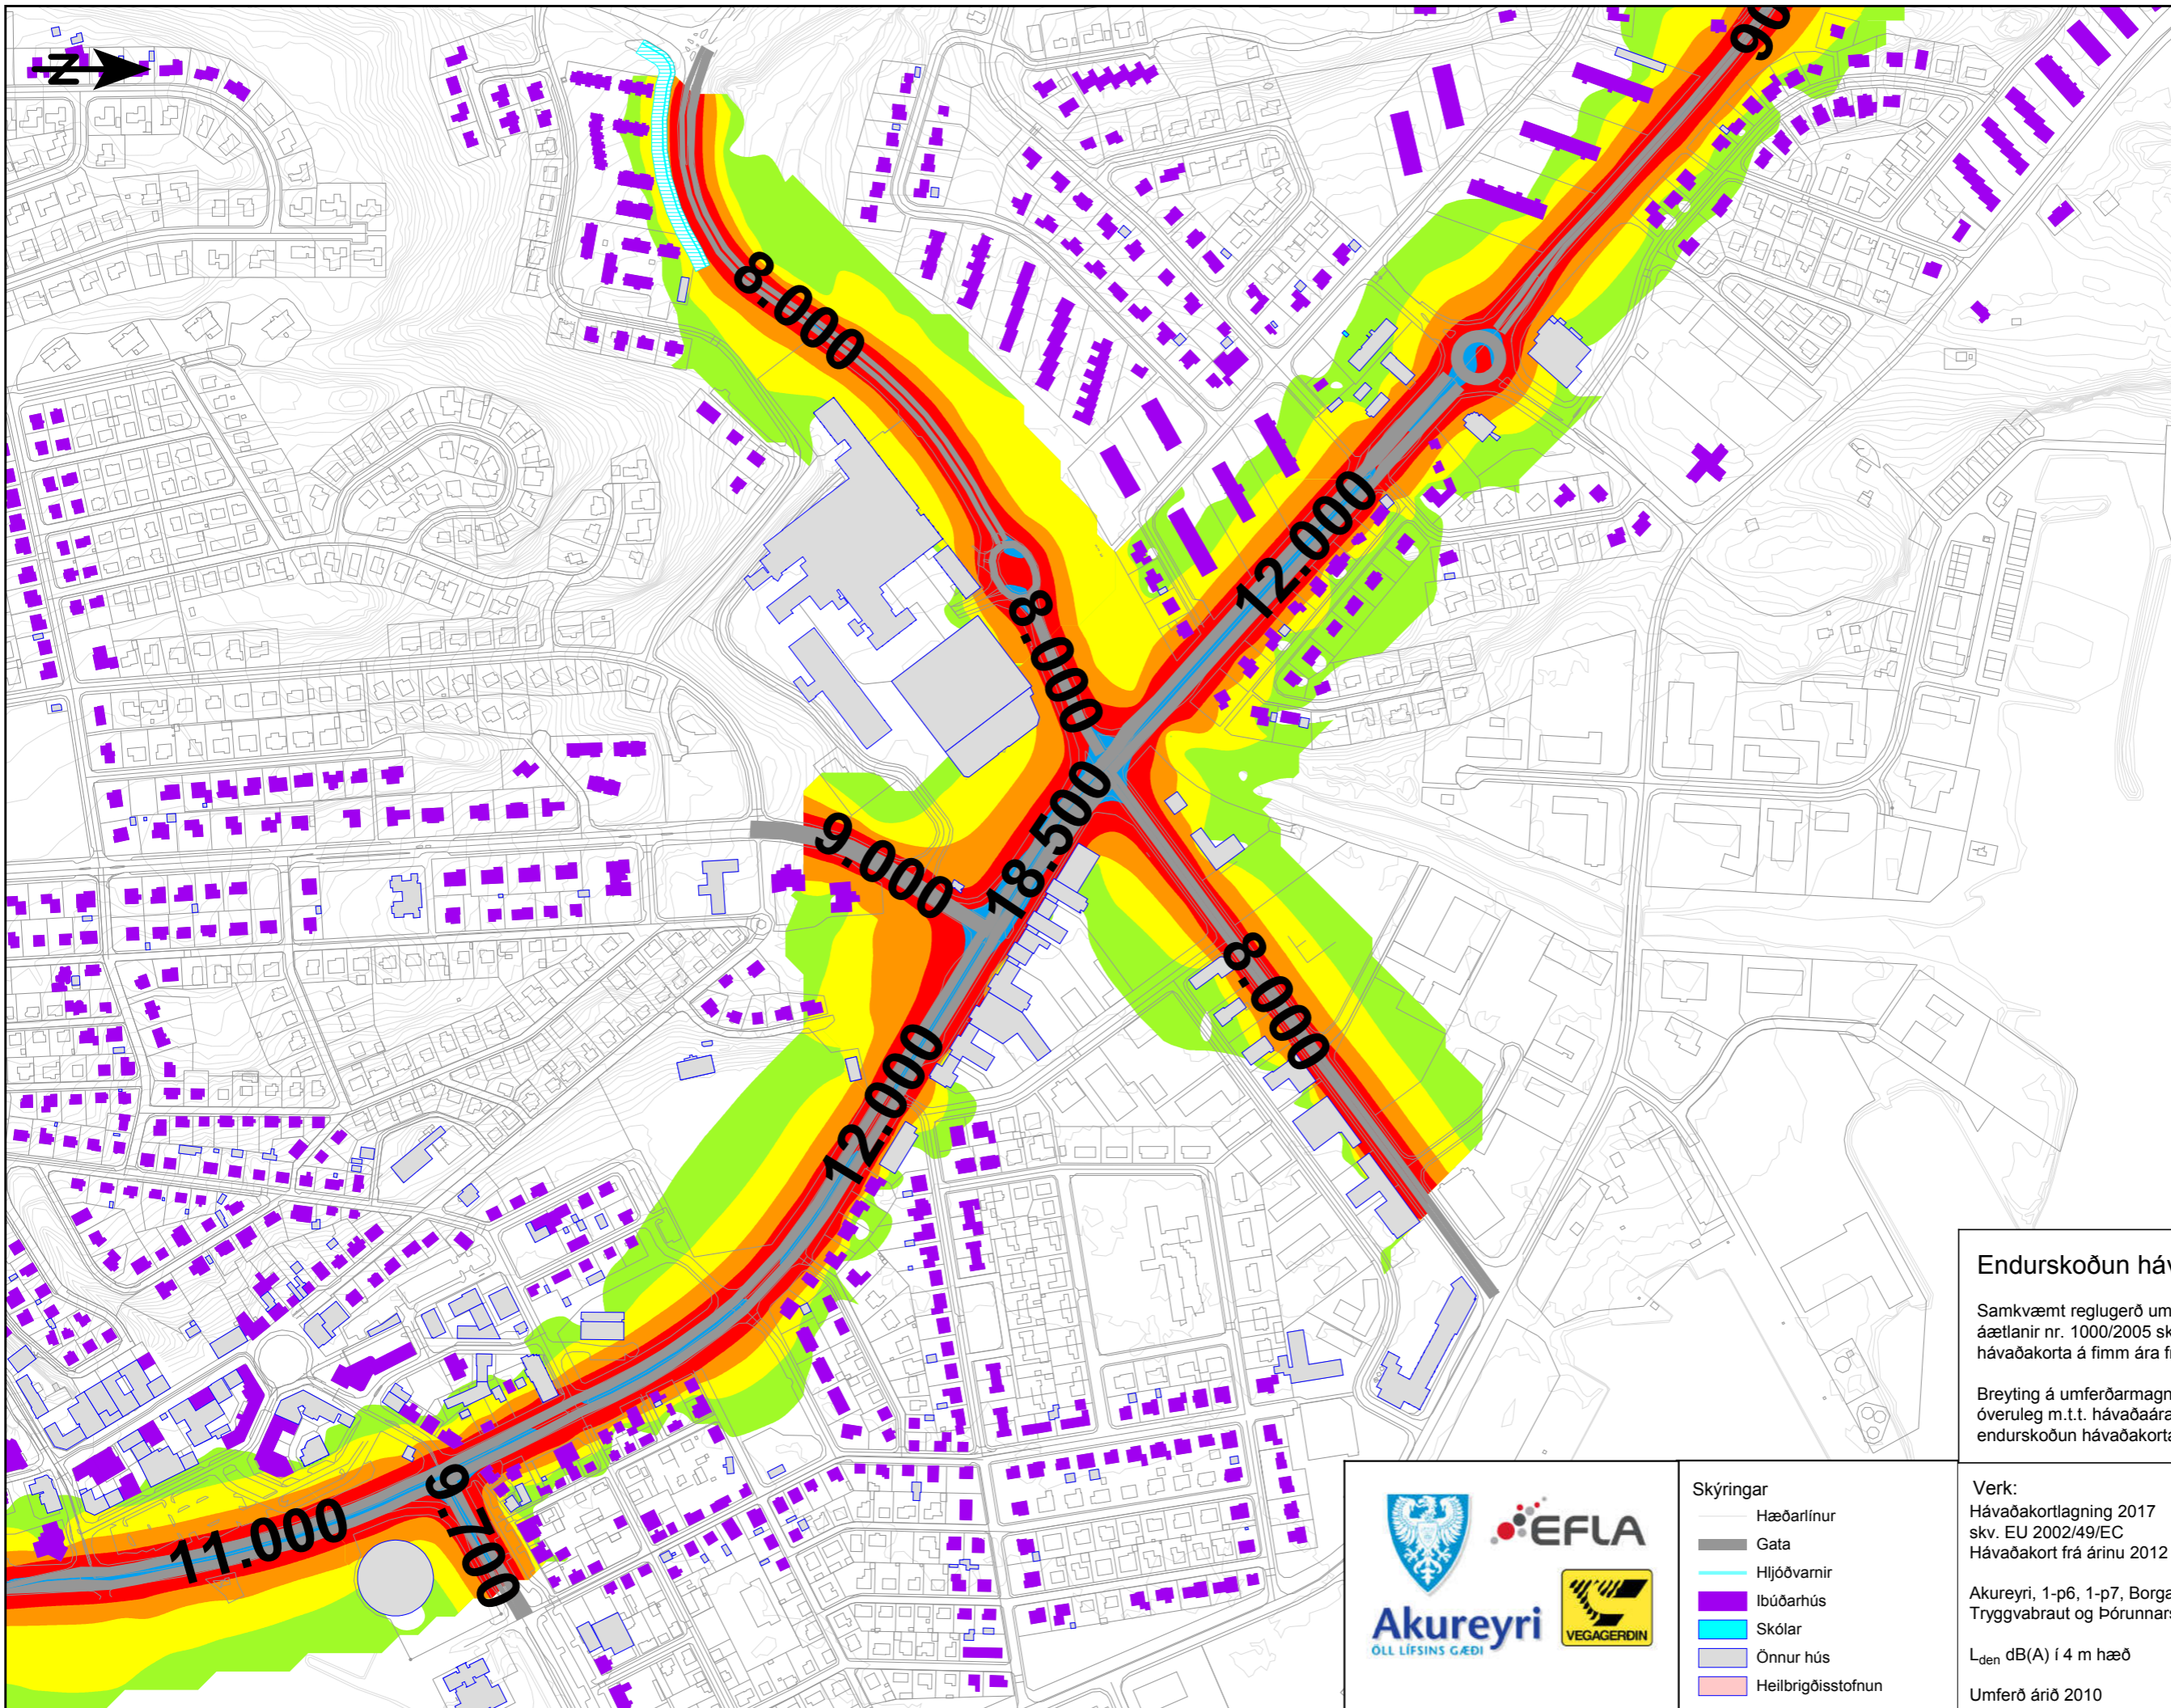 N
90
8.000
12.000
8.000
18.500
9.000
8.000
12.000
11.000
9.700
Endurskoðun háv
Samkvæmt reglugerð um
áætlanir nr. 1000/2005 sk
hávaðakorta á fimm ára f
Breyting á umferðarmagn
óveruleg m.t.t. hávaðaára
endurskoðun hávaðakorta
Akureyri
ÖLL LÍFSINS GÆÐI
EFLA
VEGAGERÐIN
Skýringar
Hæðarlínur
Gata
Hljóðvarnir
Ibúðarhús
Skólar
Önnur hús
Heilbrigðisstofnun
Verk:
Hávaðakortlagning 2017
skv. EU 2002/49/EC
Hávaðakort frá árinu 2012
Akureyri, 1-p6, 1-p7, Borga
Tryggvabraut og Þórunnars
Lden dB(A) í 4 m hæð
Umferð árið 2010